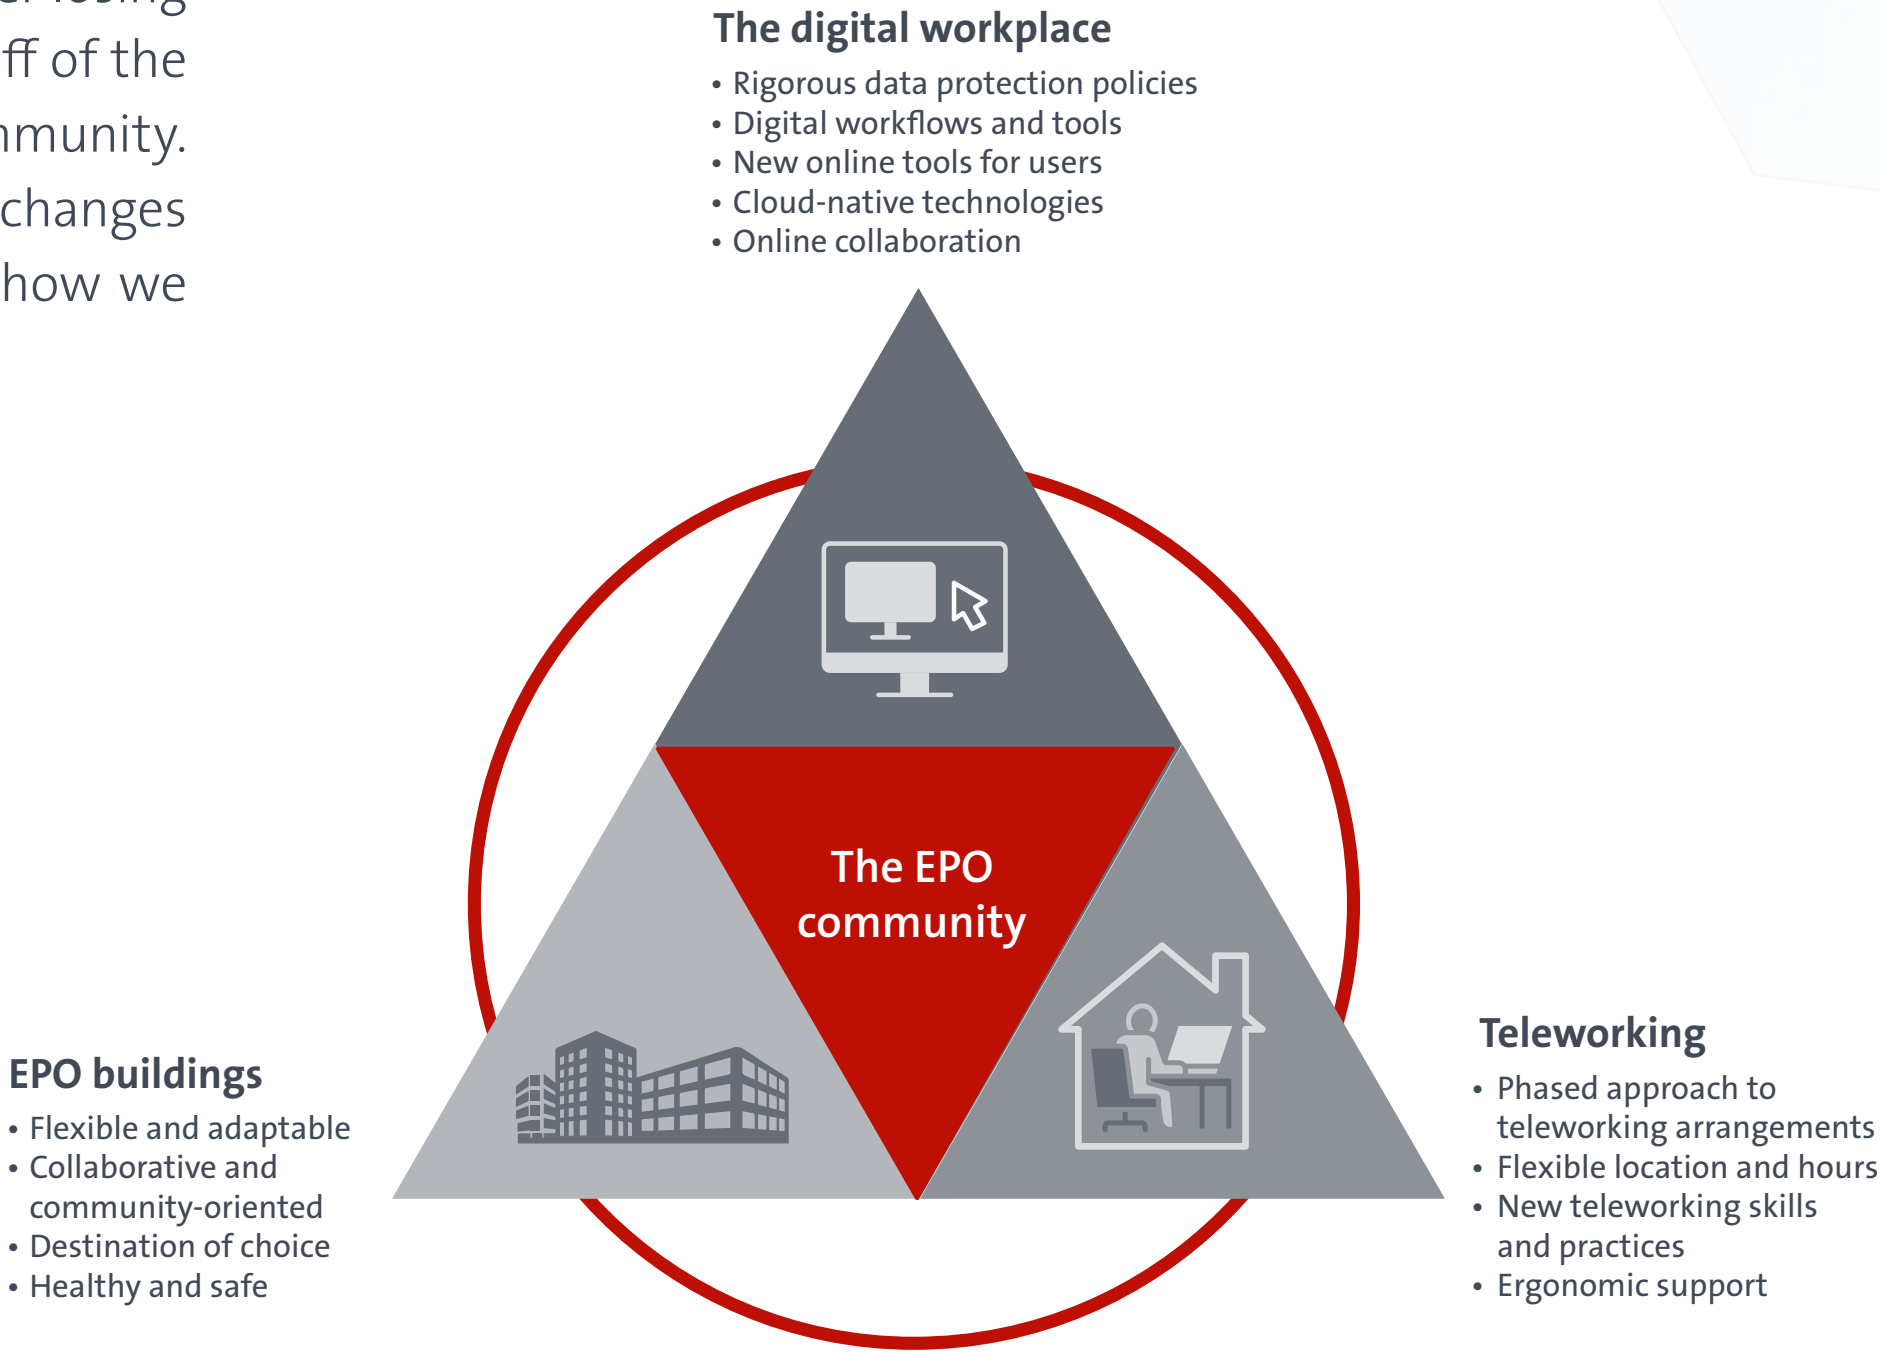 losing
ff of the
mmunity.
changes
how we
The digital workplace
• Rigorous data protection policies
• Digital workflows and tools
• New online tools for users
• Cloud-native technologies
• Online collaboration
The EPO
community
EPO buildings
• Flexible and adaptable
• Collaborative and
community-oriented
• Destination of choice
• Healthy and safe
Teleworking
• Phased approach to
teleworking arrangements
• Flexible location and hours
• New teleworking skills
and practices
• Ergonomic support